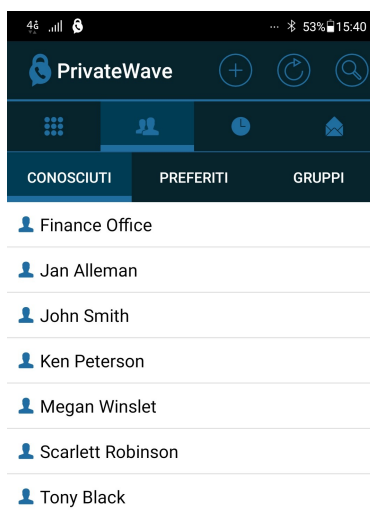 4G ... 53% 15:40
PrivateWave
CONOSCIUTI PREFERITI GRUPPI
Finance Office
Jan Alleman
John Smith
Ken Peterson
Megan Winslet
Scarlett Robinson
Tony Black